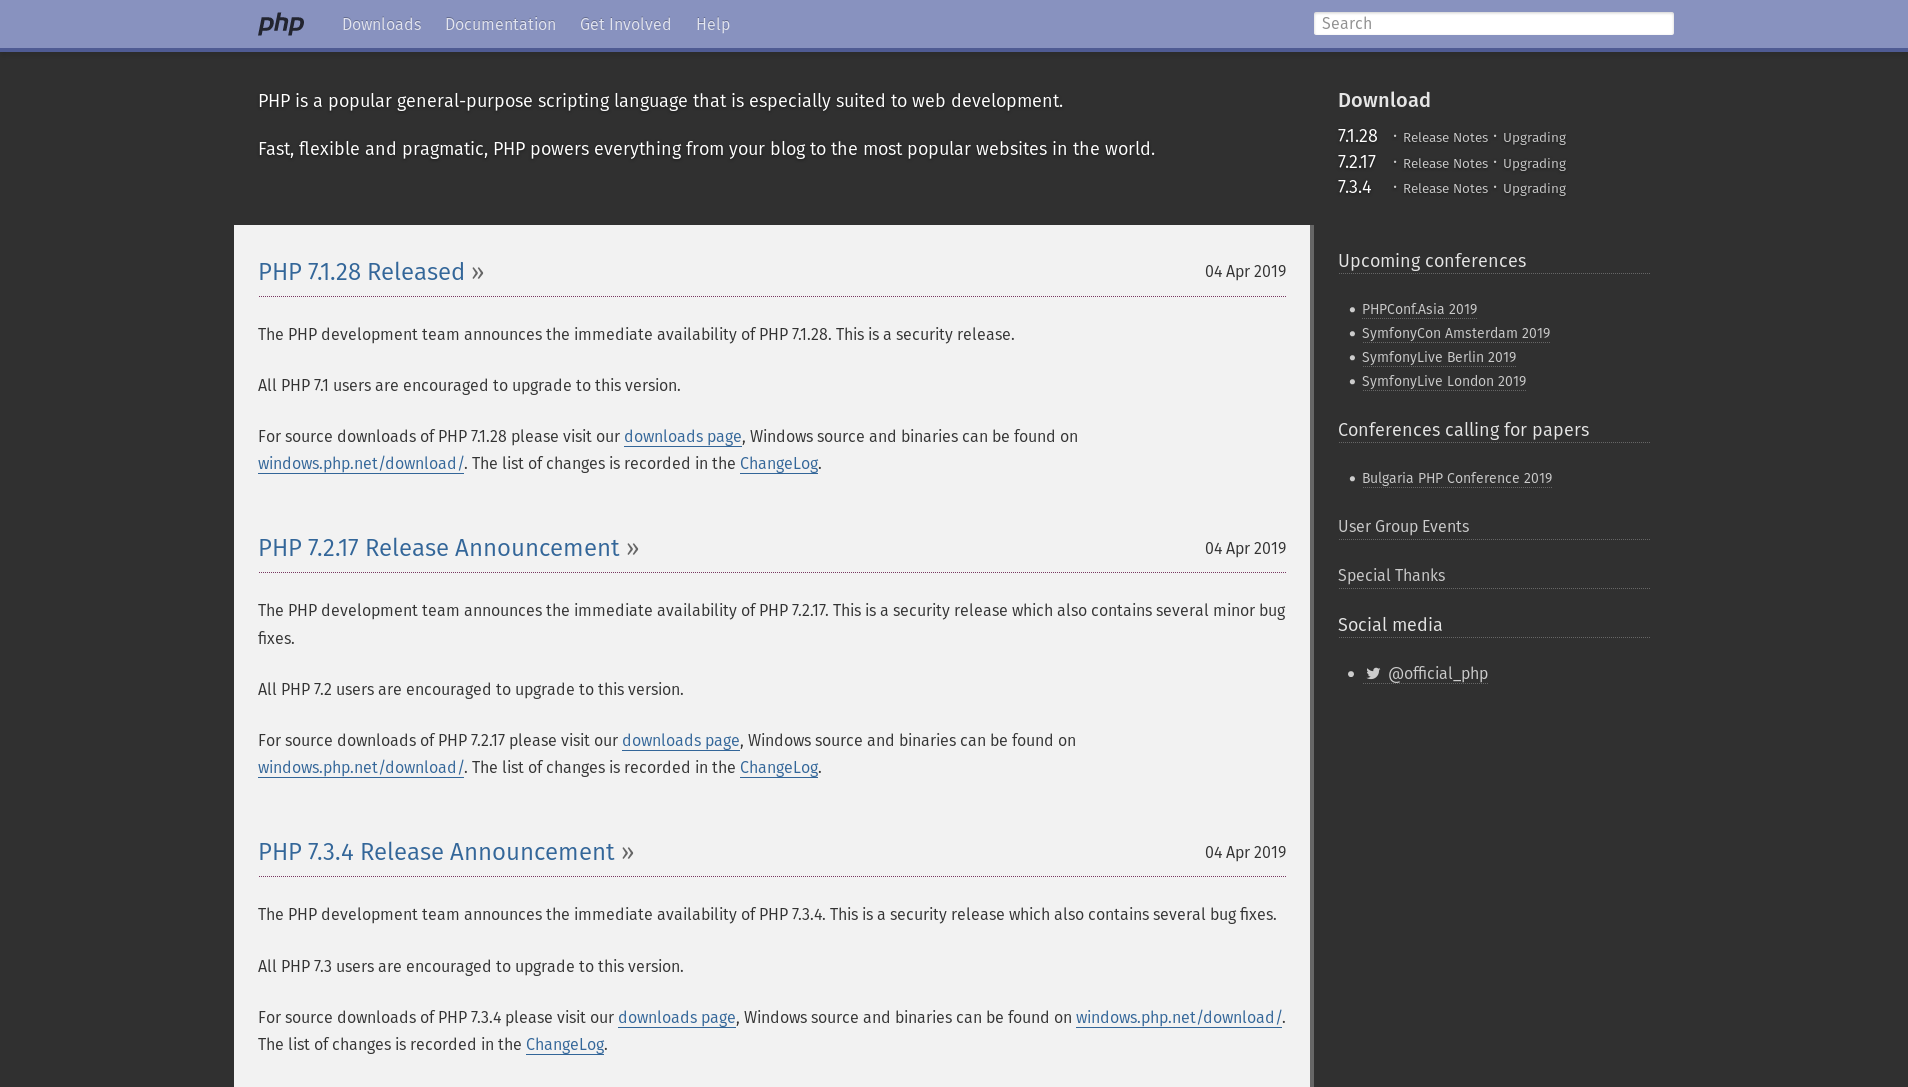 php
Downloads
Documentation
Get Involved
Help
Search
PHP is a popular general-purpose scripting language that is especially suited to web development.
Fast, flexible and pragmatic, PHP powers everything from your blog to the most popular websites in the world.
Download
7.1.28 · Release Notes · Upgrading
7.2.17 · Release Notes · Upgrading
7.3.4 · Release Notes · Upgrading
PHP 7.1.28 Released »
04 Apr 2019
The PHP development team announces the immediate availability of PHP 7.1.28. This is a security release.
All PHP 7.1 users are encouraged to upgrade to this version.
For source downloads of PHP 7.1.28 please visit our downloads page, Windows source and binaries can be found on
windows.php.net/download/. The list of changes is recorded in the ChangeLog.
PHP 7.2.17 Release Announcement »
04 Apr 2019
The PHP development team announces the immediate availability of PHP 7.2.17. This is a security release which also contains several minor bug
fixes.
All PHP 7.2 users are encouraged to upgrade to this version.
For source downloads of PHP 7.2.17 please visit our downloads page, Windows source and binaries can be found on
windows.php.net/download/. The list of changes is recorded in the ChangeLog.
PHP 7.3.4 Release Announcement »
04 Apr 2019
The PHP development team announces the immediate availability of PHP 7.3.4. This is a security release which also contains several bug fixes.
All PHP 7.3 users are encouraged to upgrade to this version.
For source downloads of PHP 7.3.4 please visit our downloads page, Windows source and binaries can be found on windows.php.net/download/.
The list of changes is recorded in the ChangeLog.
Upcoming conferences
PHPConf.Asia 2019
SymfonyCon Amsterdam 2019
SymfonyLive Berlin 2019
SymfonyLive London 2019
Conferences calling for papers
Bulgaria PHP Conference 2019
User Group Events
Special Thanks
Social media
@official_php